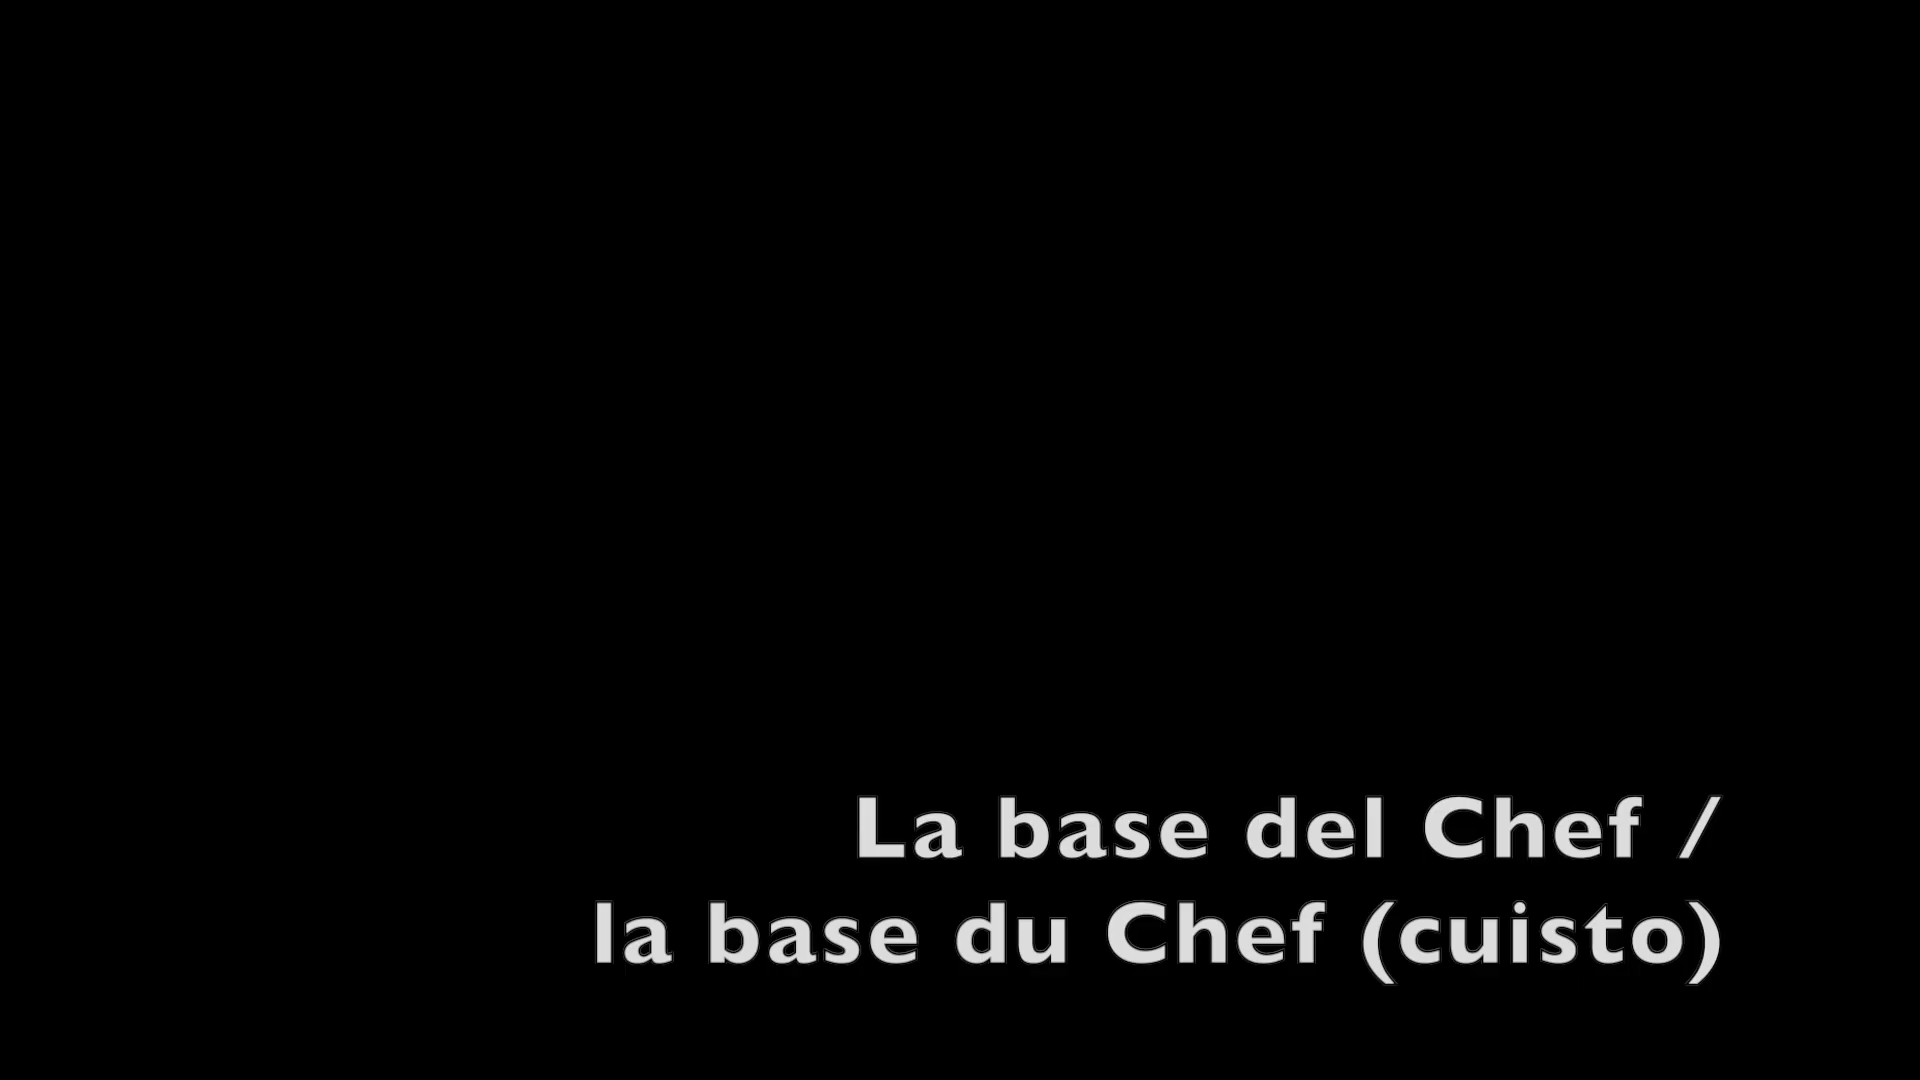 La base del Chef /
la base du Chef (cuisto)